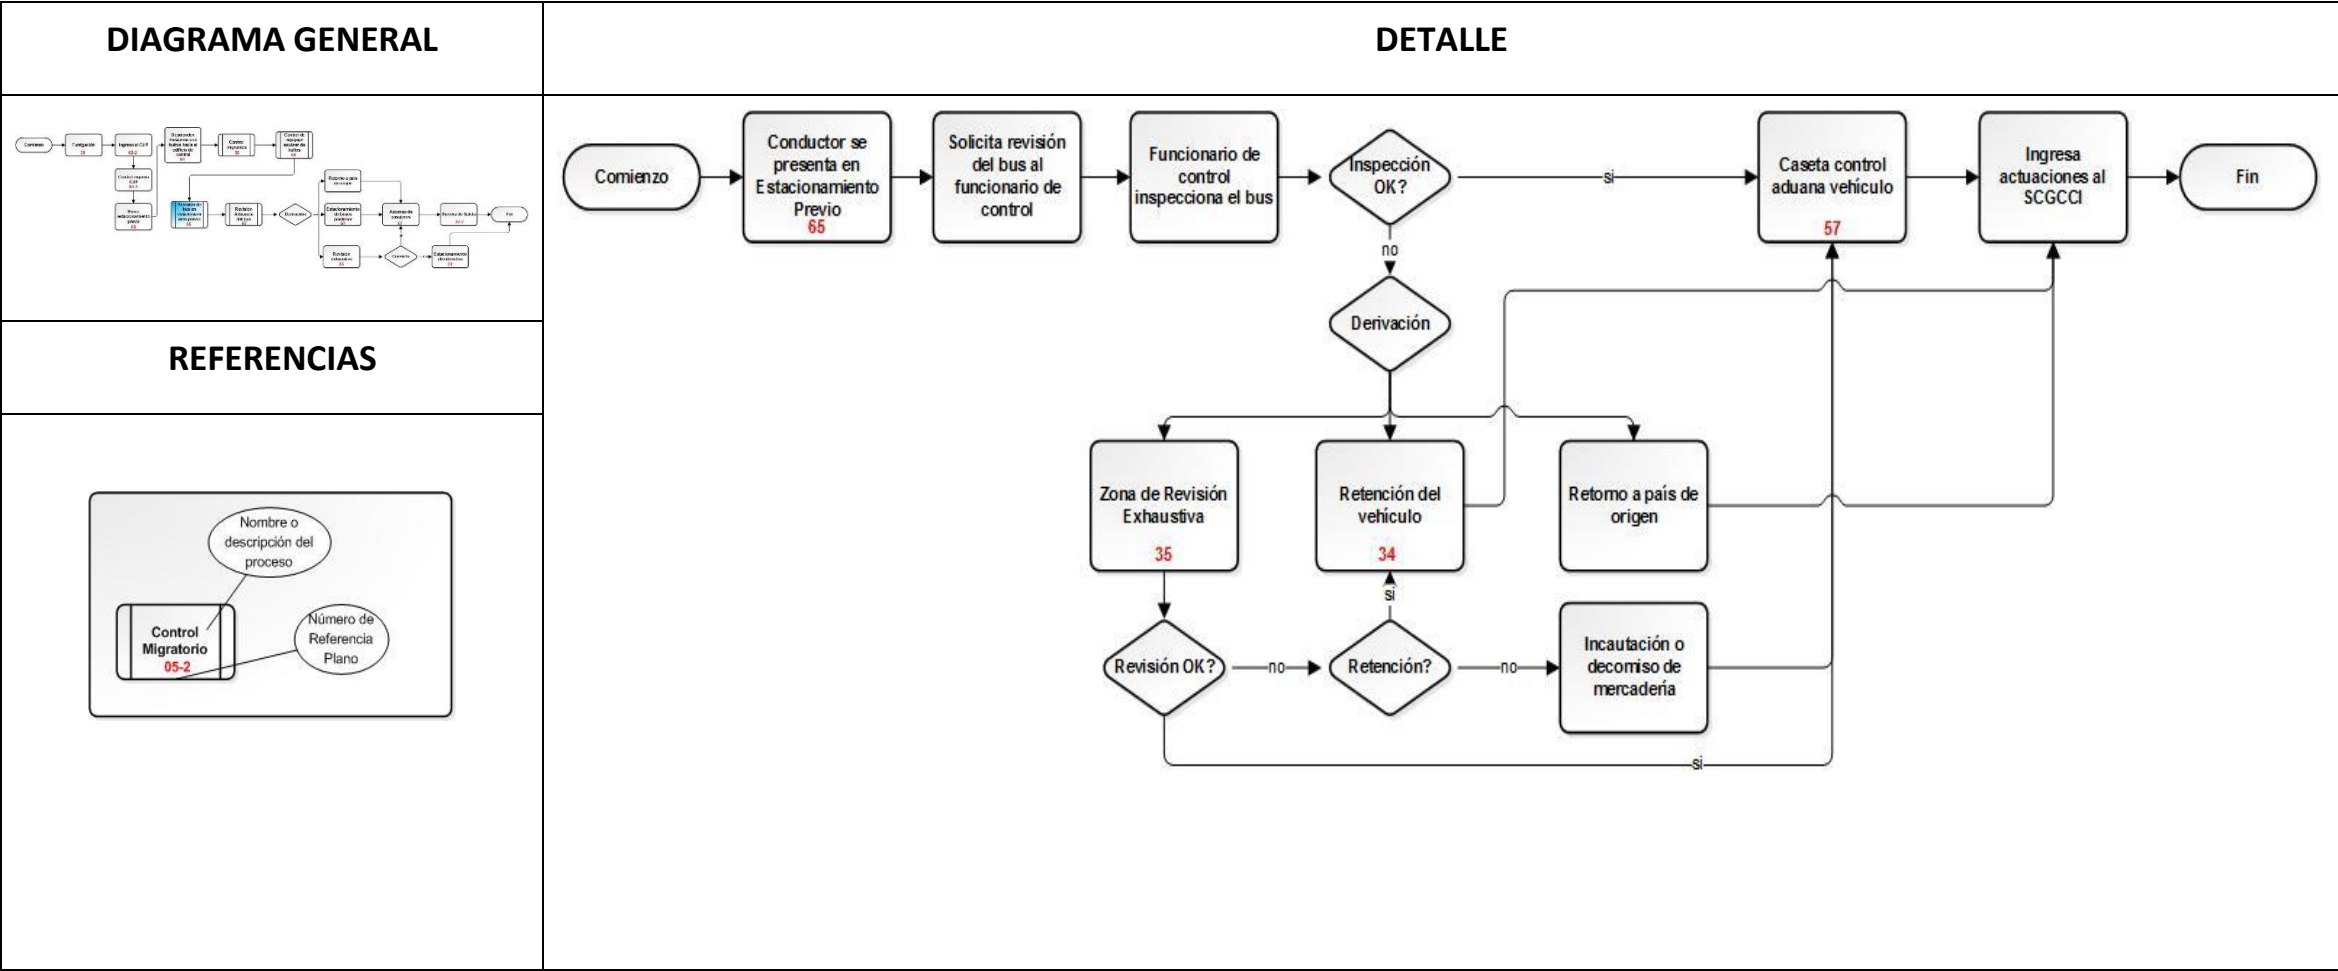 DIAGRAMA GENERAL
DETALLE
Comienzo
Fin
REFERENCIAS
Nombre o
descripción del
proceso
Control
Migratorio
05-2
Número de
Referencia
Plano
Comienzo
Conductor se
presenta en
Estacionamiento
Previo
65
Solicita revisión
del bus al
funcionario de
control
Funcionario de
control
inspecciona el bus
Inspección
OK?
si
Caseta control
aduana vehículo
57
Ingresa
actuaciones al
SCGCCI
Fin
no
Derivación
Zona de Revisión
Exhaustiva
35
Retención del
vehículo
34
Retorno a país de
origen
si
Revisión OK?
no
Retención?
no
Incautación o
decomiso de
mercadería
si